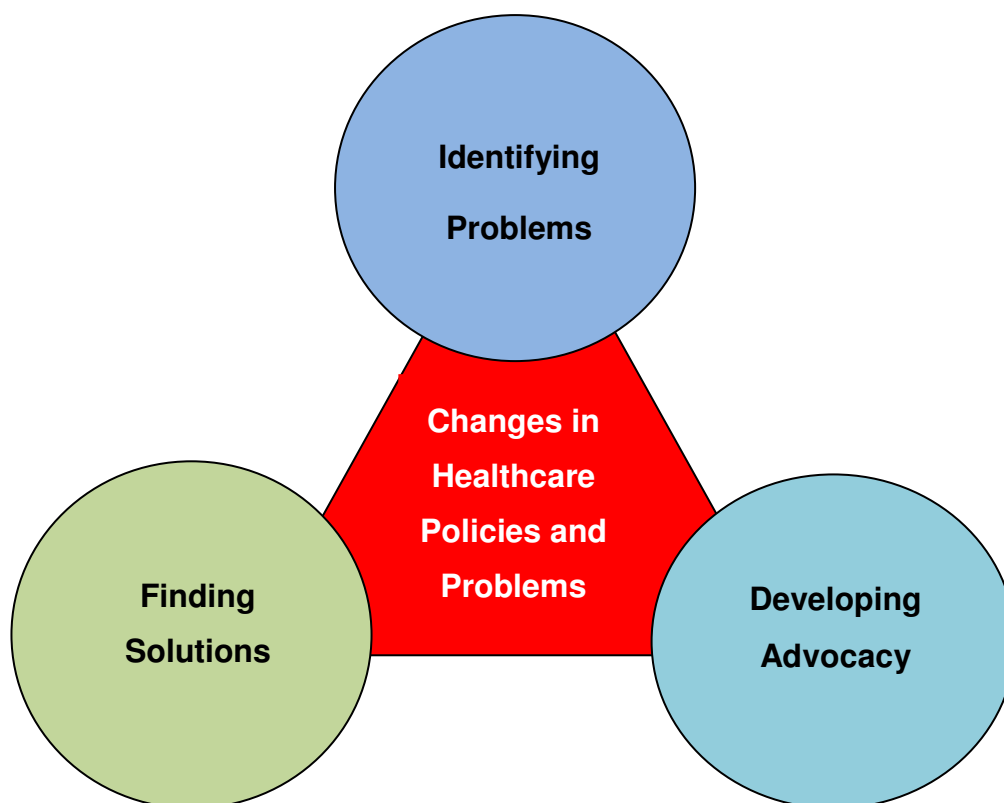 Identifying
Problems
Changes in
Healthcare
Policies and
Problems
Finding
Solutions
Developing
Advocacy